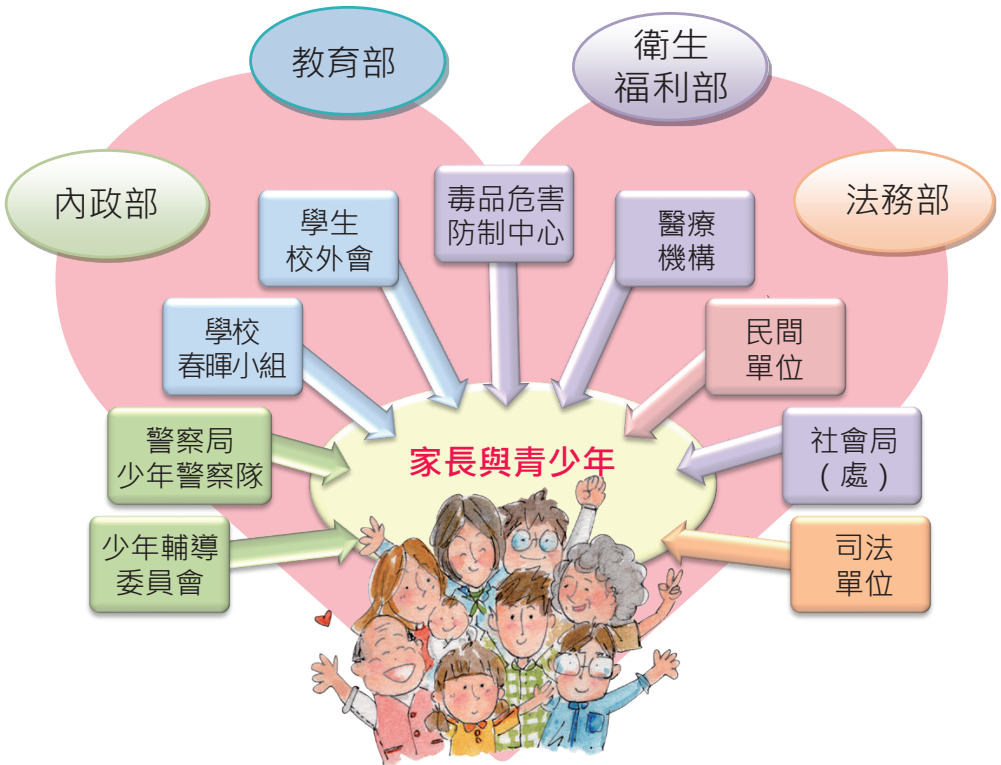 教育部
衛生
福利部
內政部
法務部
毒品危害
防制中心
學生
校外會
醫療
機構
學校
春暉小組
民間
單位
警察局
少年警察隊
社會局
（處）
家長與青少年
少年輔導
委員會
司法
單位